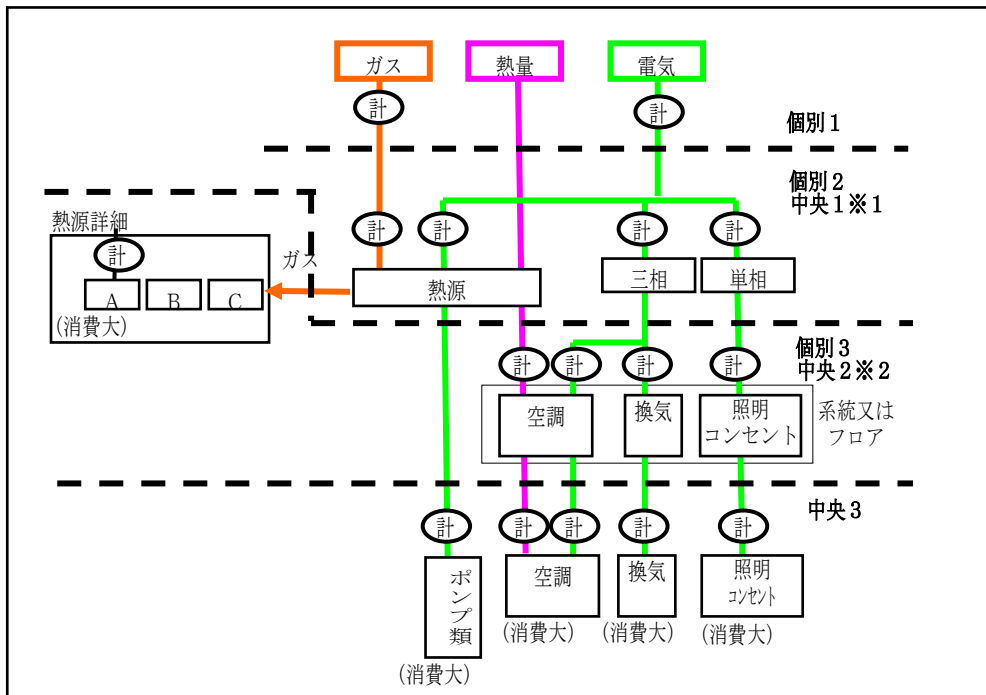 ガス
熱量
電気
計
計
個別1
個別2
中央1※1
熱源詳細
計
計
計
計
計
ガス
熱源
三相
単相
A
B
C
(消費大)
個別3
中央2※2
計
計
計
計
空調
換気
照明
コンセント
系統又は
フロア
中央3
計
計
計
計
計
ポンプ類
空調
換気
照明
コンセント
(消費大)
(消費大)
(消費大)
(消費大)